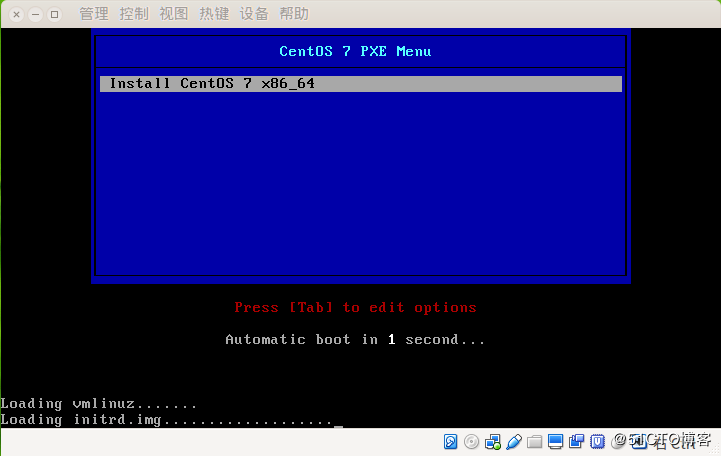 管理 控制 视图 热键 设备 帮助
CentOS 7 PXE Menu
Install CentOS 7 x86_64
Press [Tab] to edit options
Automatic boot in 1 second...
Loading vmlinuz.......
Loading initrd.img..................._
@51CTO博客